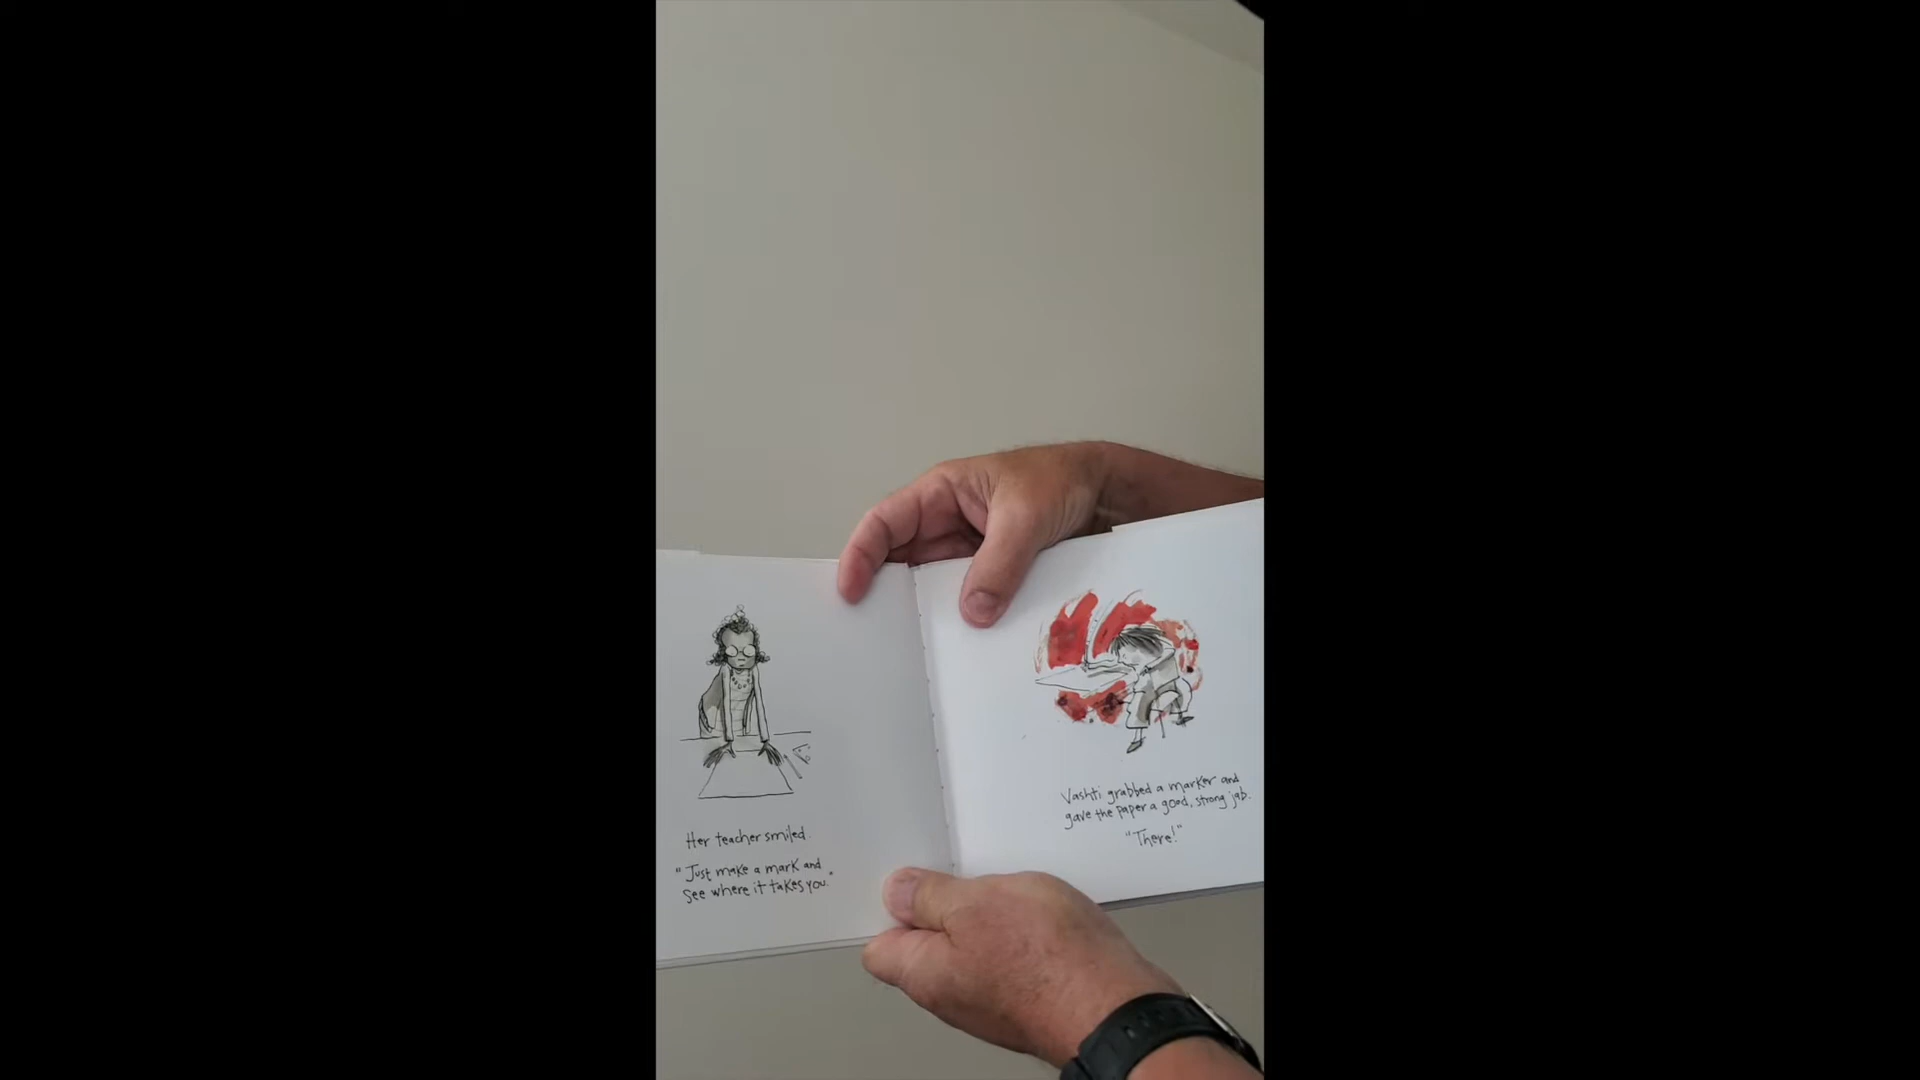 Her teacher smiled.
"Just make a mark and
see where it takes you."
Vashti grabbed a marker and
gave the paper a good, strong jab.
"There!"